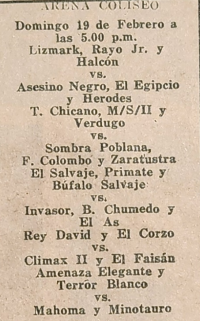 ARENA COLISEO
Domingo 19 de Febrero a
las 5.00 p.m.
Lizmark, Rayo Jr. y
Halcón
vs.
Asesino Negro, El Egipcio
y Herodes
T. Chicano, M/S/II y
Verdugo
vs.
Sombra Poblana,
F. Colombo y Zaratustra
El Salvaje, Primate y
Búfalo Salvaje
vs.
Invasor, B. Chumedo y
El As
Rey David y El Corzo
vs.
Climax II y El Faisán
Amenaza Elegante y
Terror Blanco
vs.
Mahoma y Minotauro